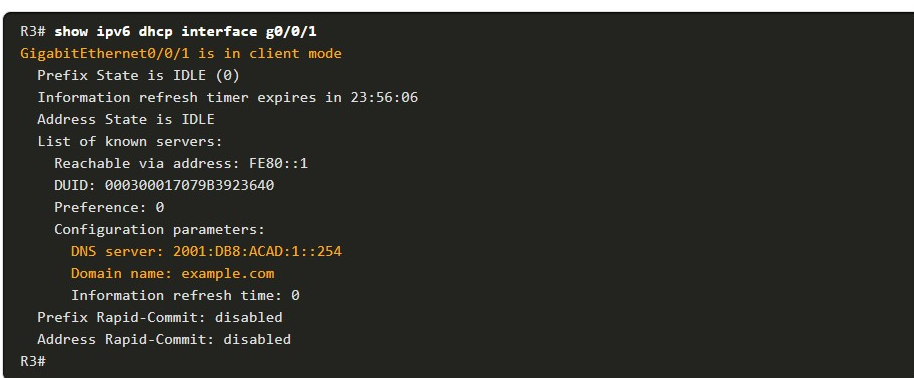 R3# show ipv6 dhcp interface g0/0/1
GigabitEthernet0/0/1 is in client mode
  Prefix State is IDLE (0)
  Information refresh timer expires in 23:56:06
  Address State is IDLE
  List of known servers:
    Reachable via address: FE80::1
    DUID: 000300017079B3923640
    Preference: 0
    Configuration parameters:
      DNS server: 2001:DB8:ACAD:1::254
      Domain name: example.com
      Information refresh time: 0
  Prefix Rapid-Commit: disabled
  Address Rapid-Commit: disabled
R3#